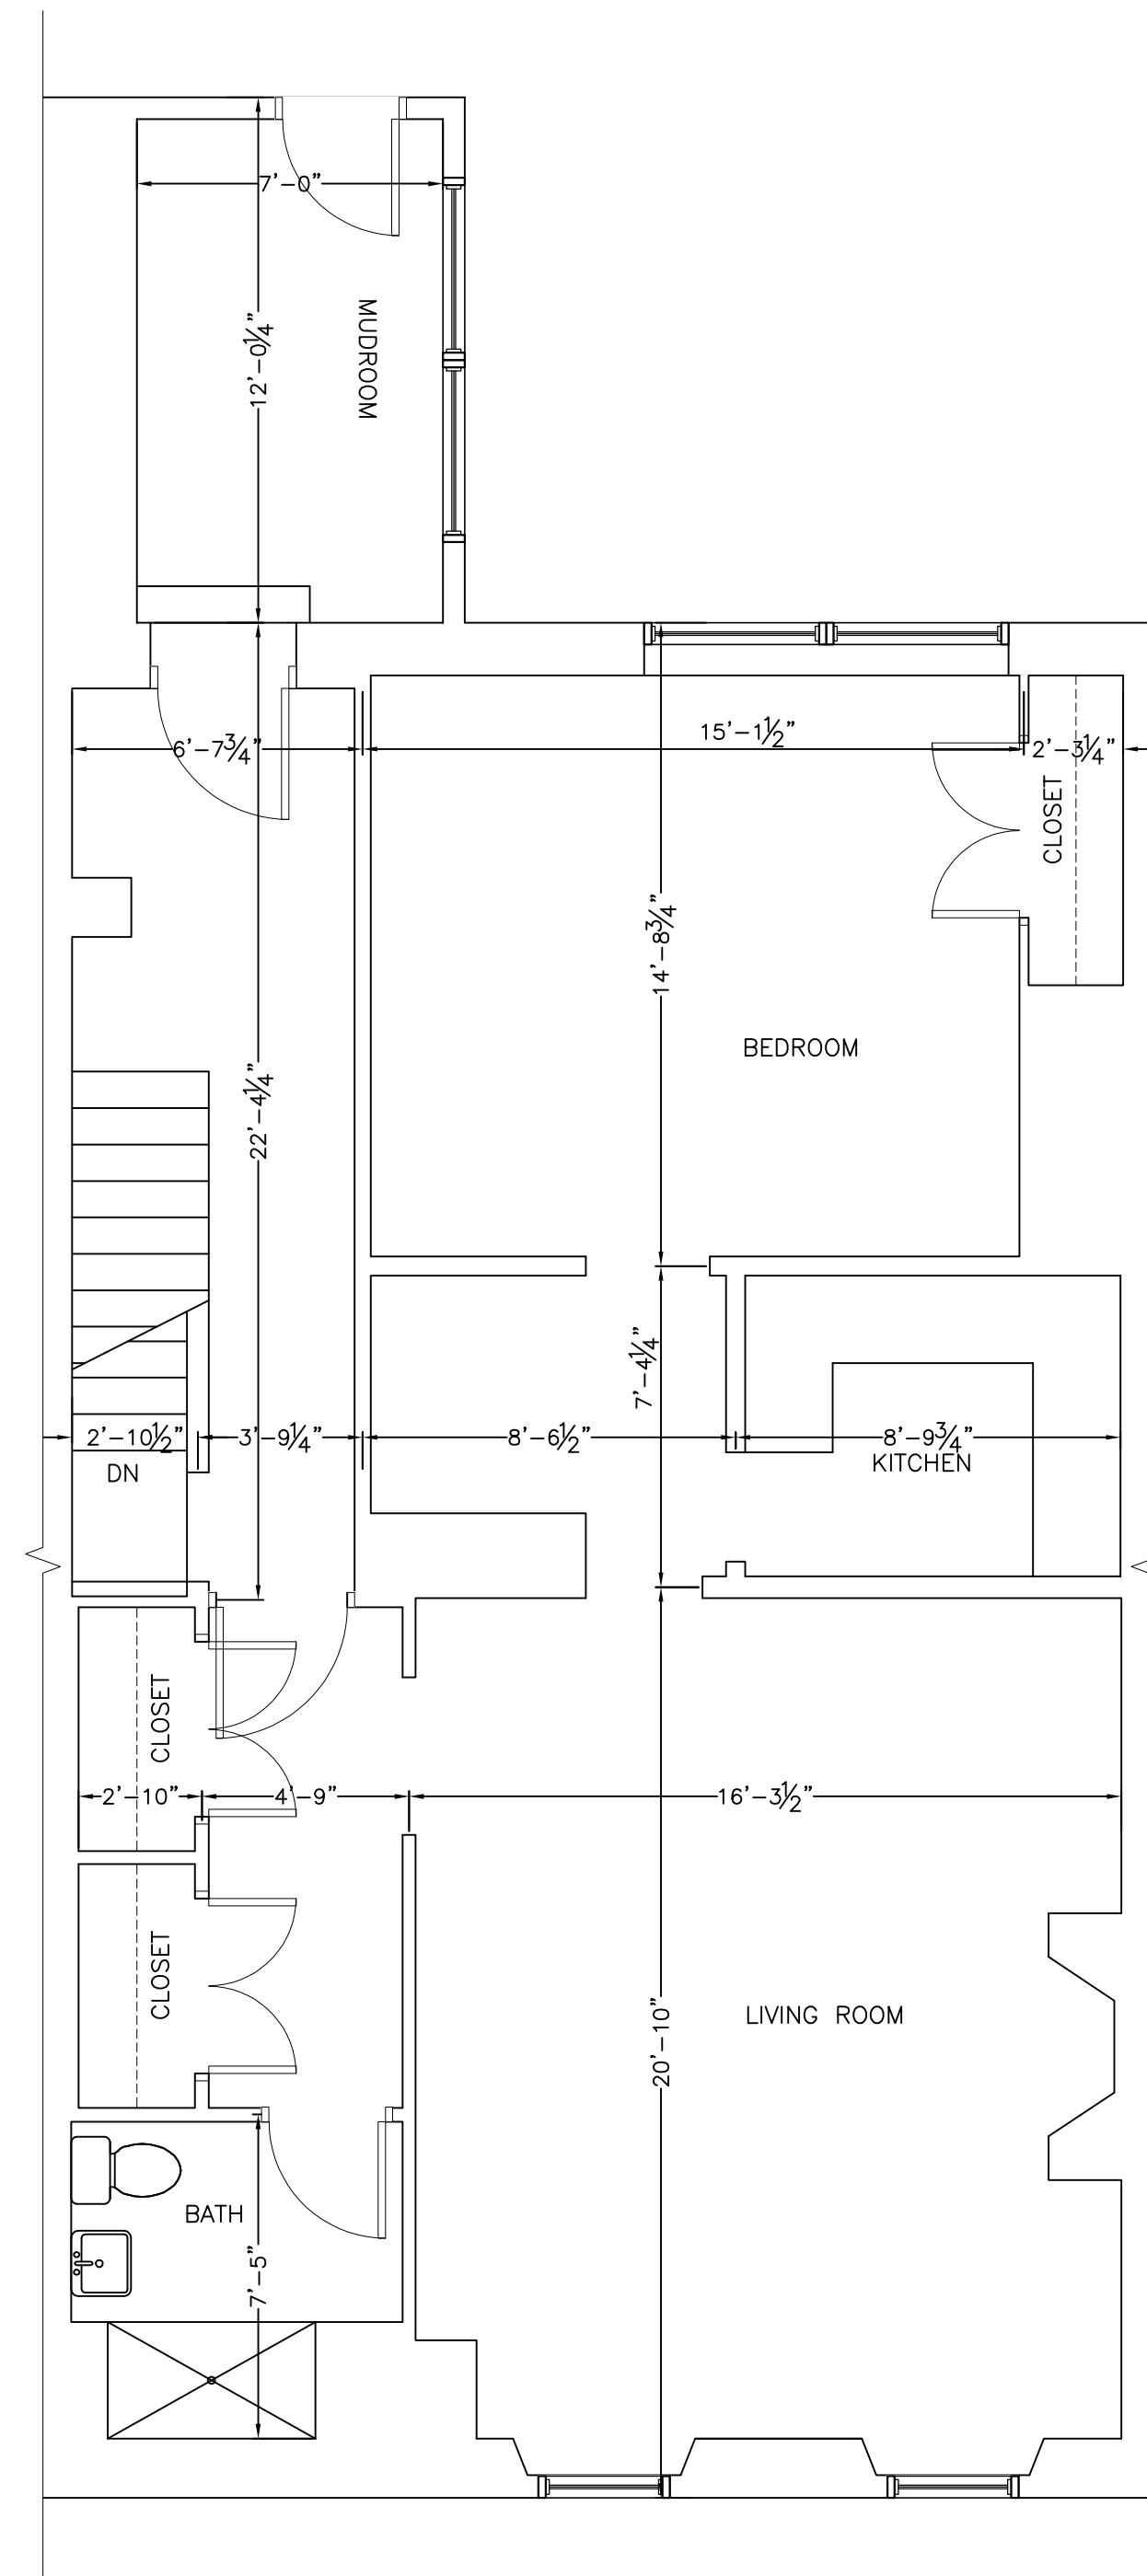 7'-0"
12'-0¼"
MUDROOM
6'-7¾"
15'-1½"
2'-3¼"
CLOSET
14'-8¾"
BEDROOM
22'-4¼"
7'-4¼"
2'-10½"
3'-9¼"
8'-6½"
8'-9¾"
KITCHEN
DN
CLOSET
2'-10"
4'-9"
16'-3½"
CLOSET
LIVING ROOM
20'-10"
BATH
7'-5"